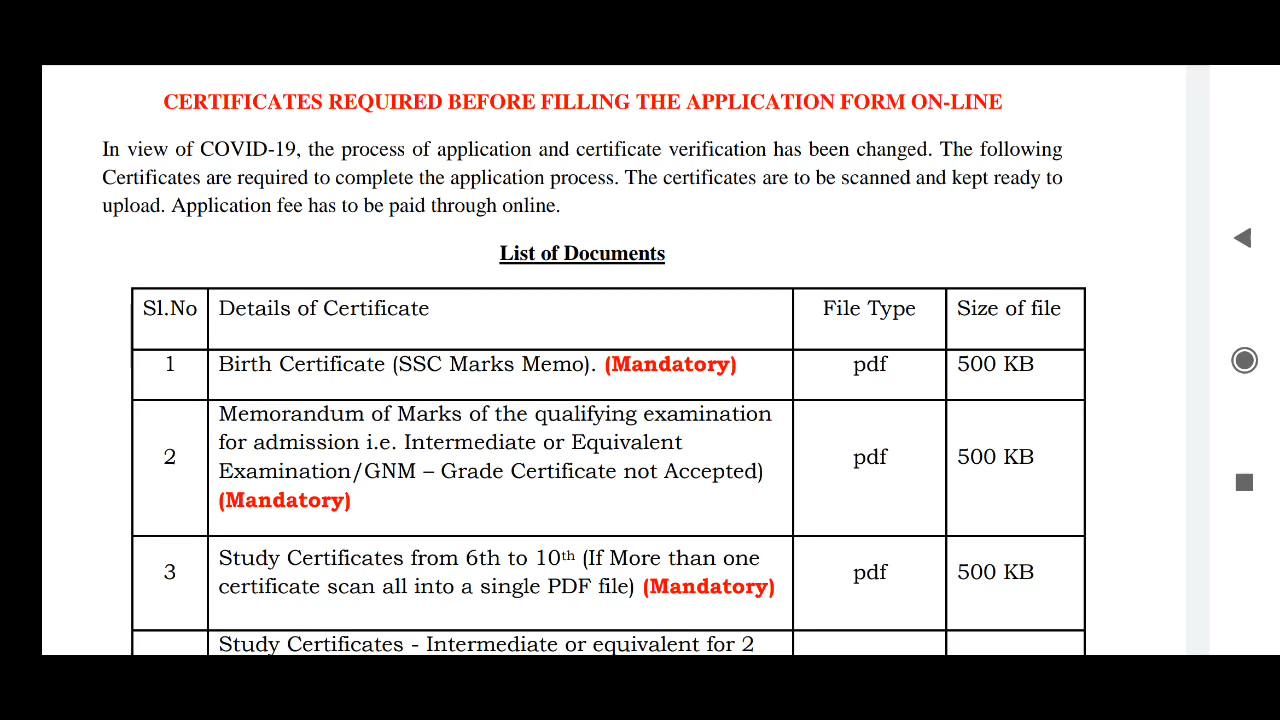 CERTIFICATES REQUIRED BEFORE FILLING THE APPLICATION FORM ON-LINE
In view of COVID-19, the process of application and certificate verification has been changed. The following
Certificates are required to complete the application process. The certificates are to be scanned and kept ready to
upload. Application fee has to be paid through online.
List of Documents
Sl.No Details of Certificate File Type Size of file
1 Birth Certificate (SSC Marks Memo). (Mandatory) pdf 500 KB
Memorandum of Marks of the qualifying examination
for admission i.e. Intermediate or Equivalent
2 pdf 500 KB
Examination/GNM – Grade Certificate not Accepted)
(Mandatory)
Study Certificates from 6th to 10th (If More than one
3 pdf 500 KB
certificate scan all into a single PDF file) (Mandatory)
Study Certificates - Intermediate or equivalent for 2